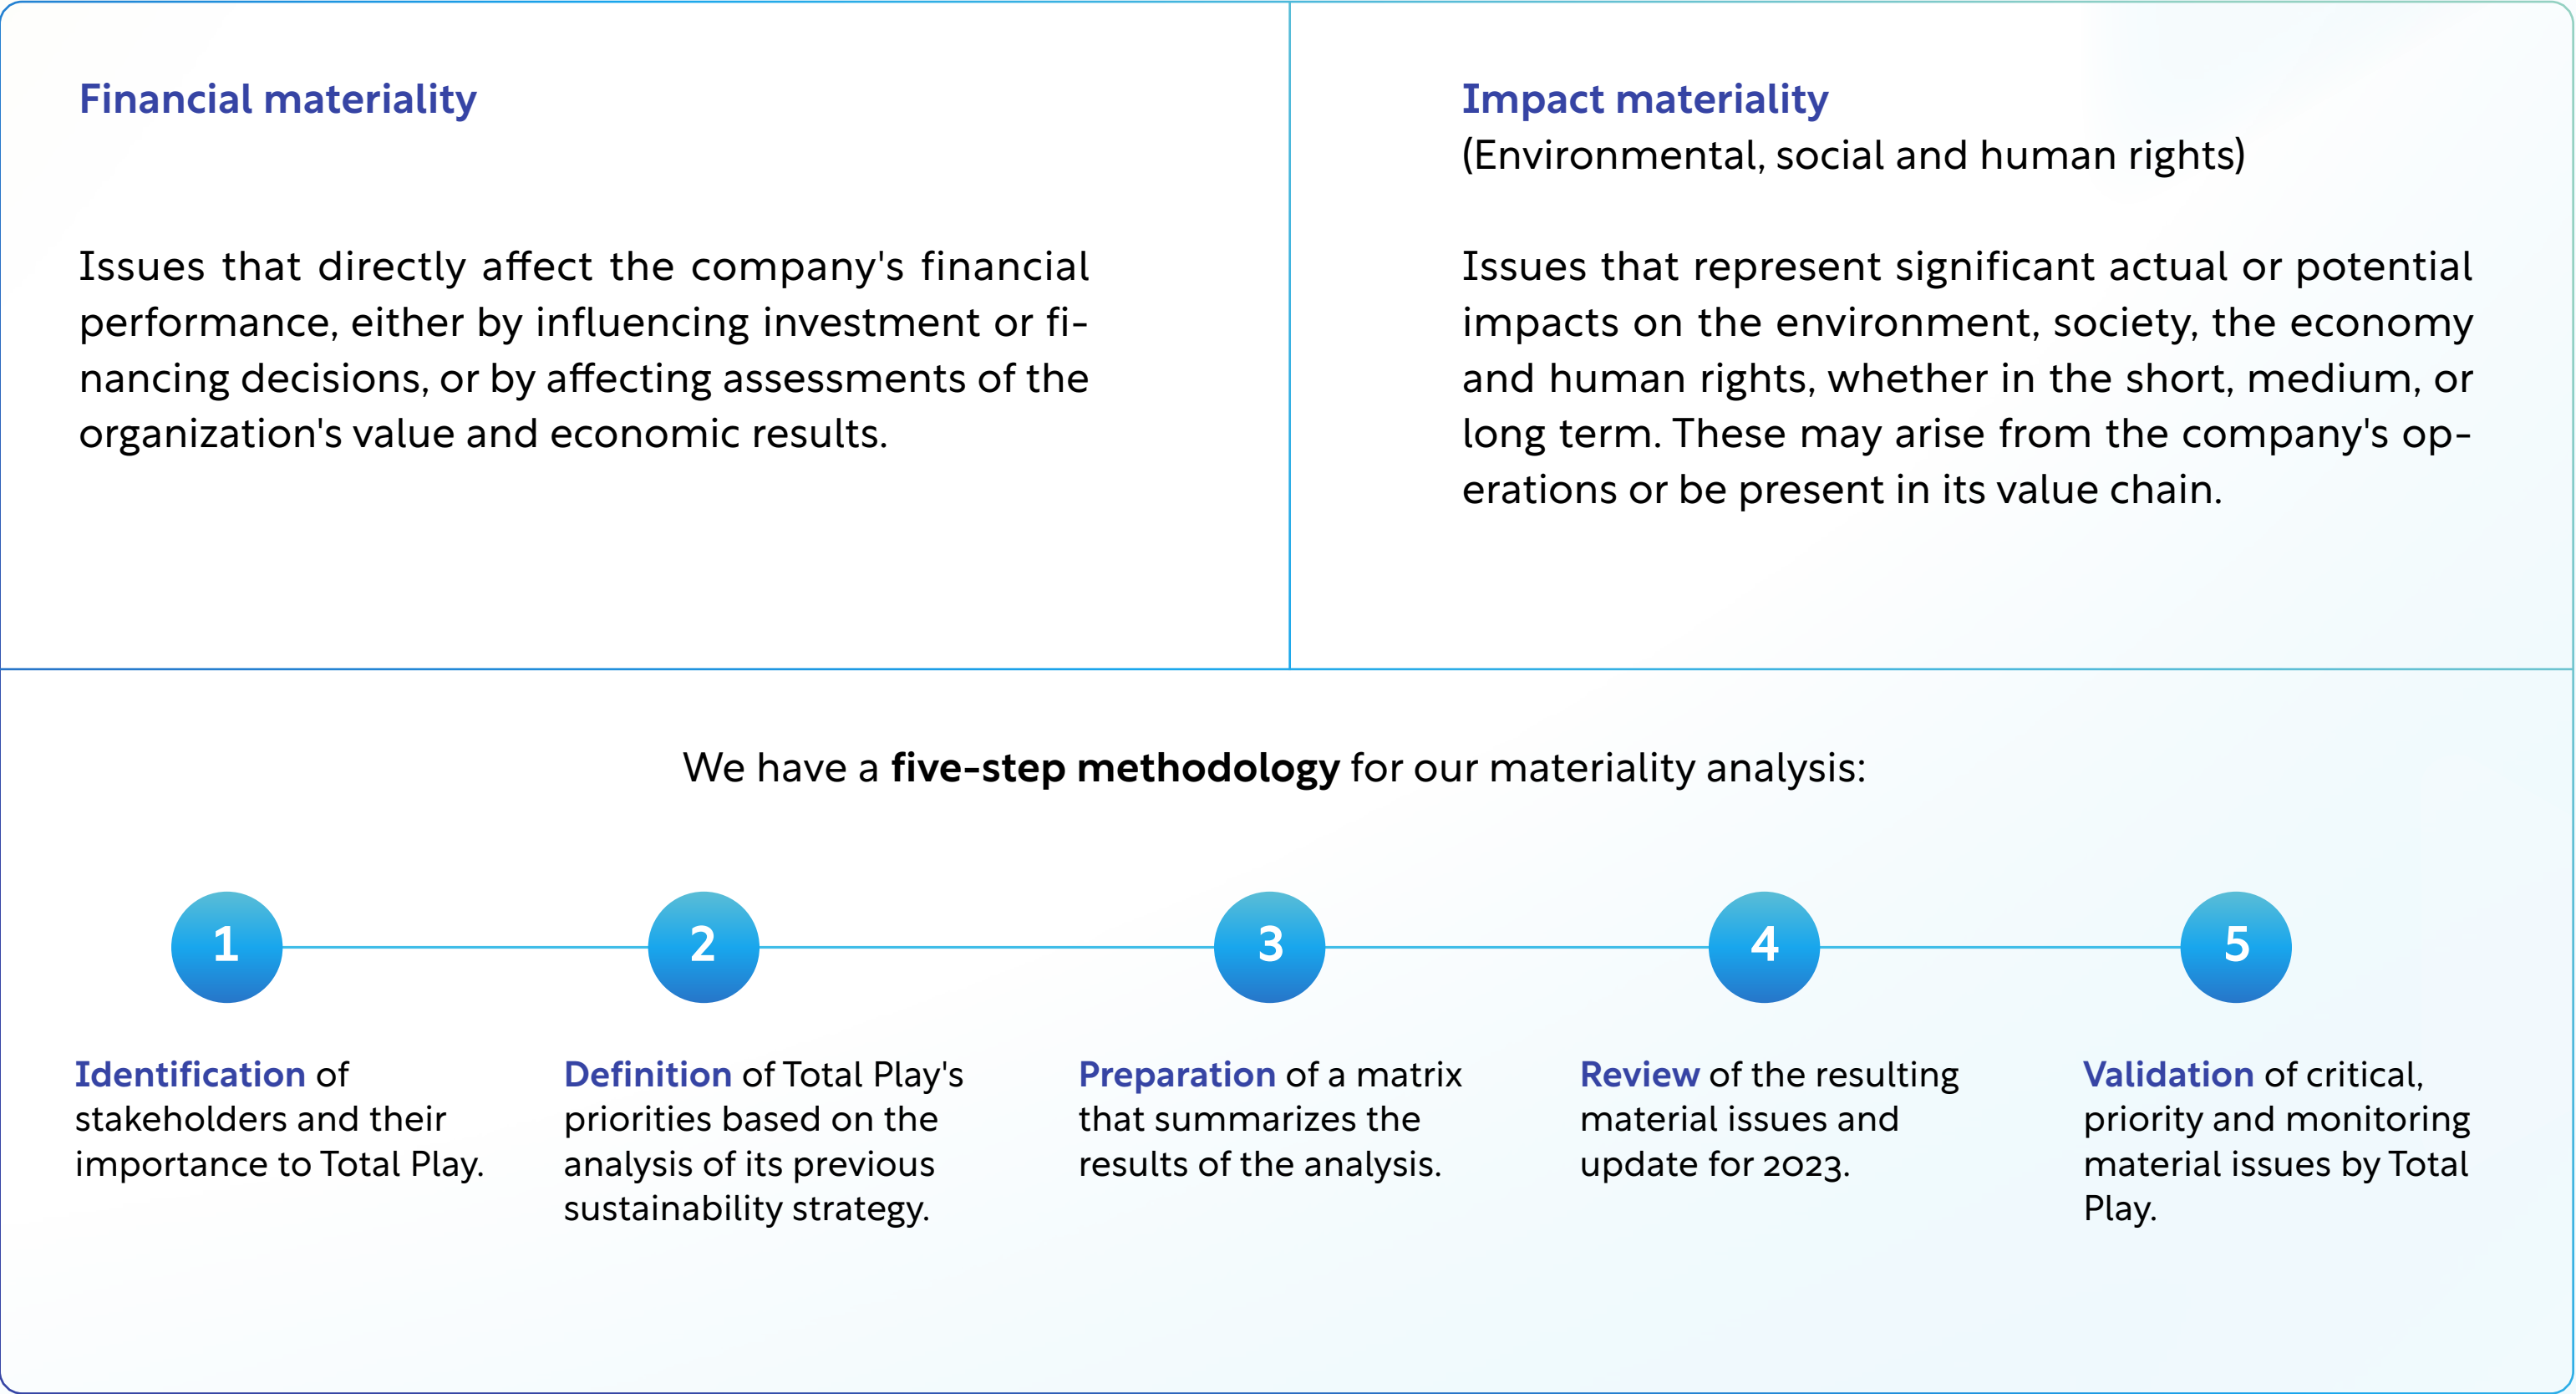 Financial materiality
Issues that directly affect the company's financial
performance, either by influencing investment or fi-
nancing decisions, or by affecting assessments of the
organization's value and economic results.
Impact materiality
(Environmental, social and human rights)
Issues that represent significant actual or potential
impacts on the environment, society, the economy
and human rights, whether in the short, medium, or
long term. These may arise from the company's op-
erations or be present in its value chain.
We have a five-step methodology for our materiality analysis:
1
Identification of
stakeholders and their
importance to Total Play.
2
Definition of Total Play's
priorities based on the
analysis of its previous
sustainability strategy.
3
Preparation of a matrix
that summarizes the
results of the analysis.
4
Review of the resulting
material issues and
update for 2023.
5
Validation of critical,
priority and monitoring
material issues by Total
Play.